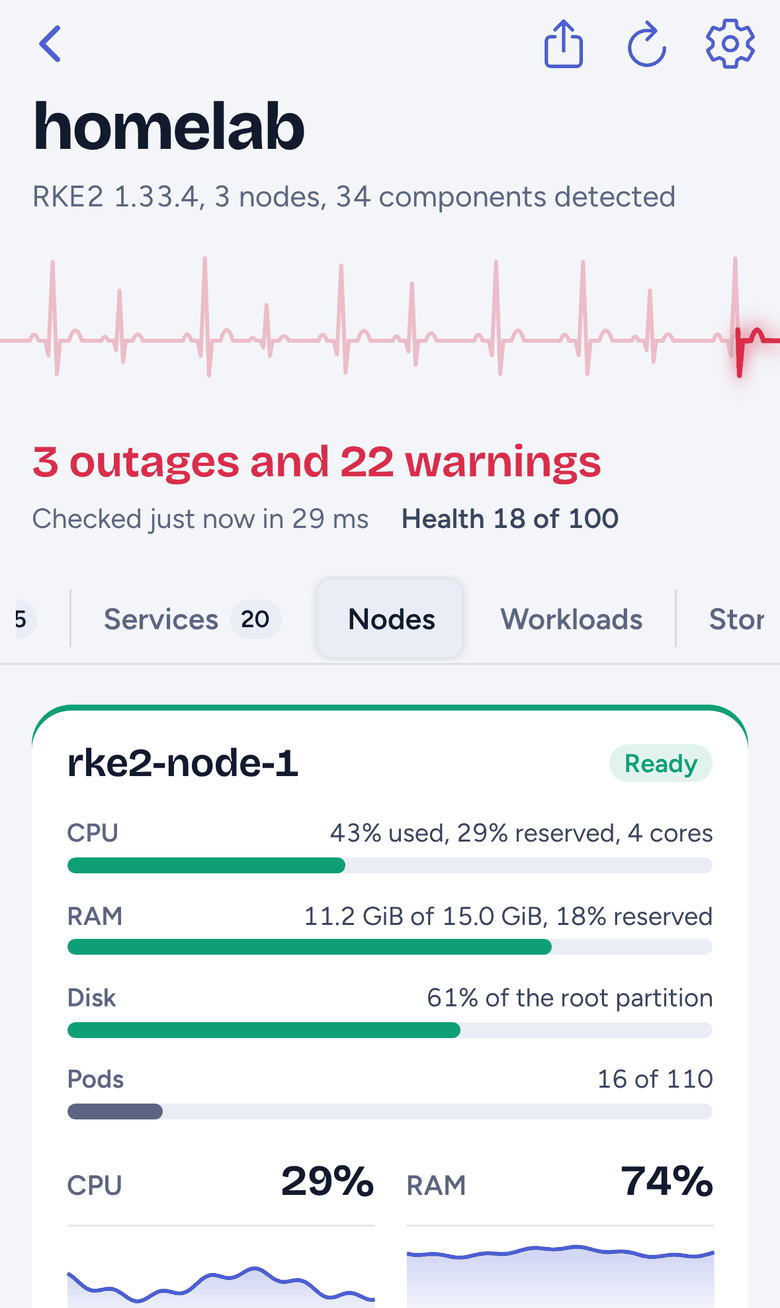 homelab
RKE2 1.33.4, 3 nodes, 34 components detected
3 outages and 22 warnings
Checked just now in 29 ms Health 18 of 100
5 Services 20 Nodes Workloads Stor
rke2-node-1 Ready
CPU 43% used, 29% reserved, 4 cores
RAM 11.2 GiB of 15.0 GiB, 18% reserved
Disk 61% of the root partition
Pods 16 of 110
CPU 29% RAM 74%